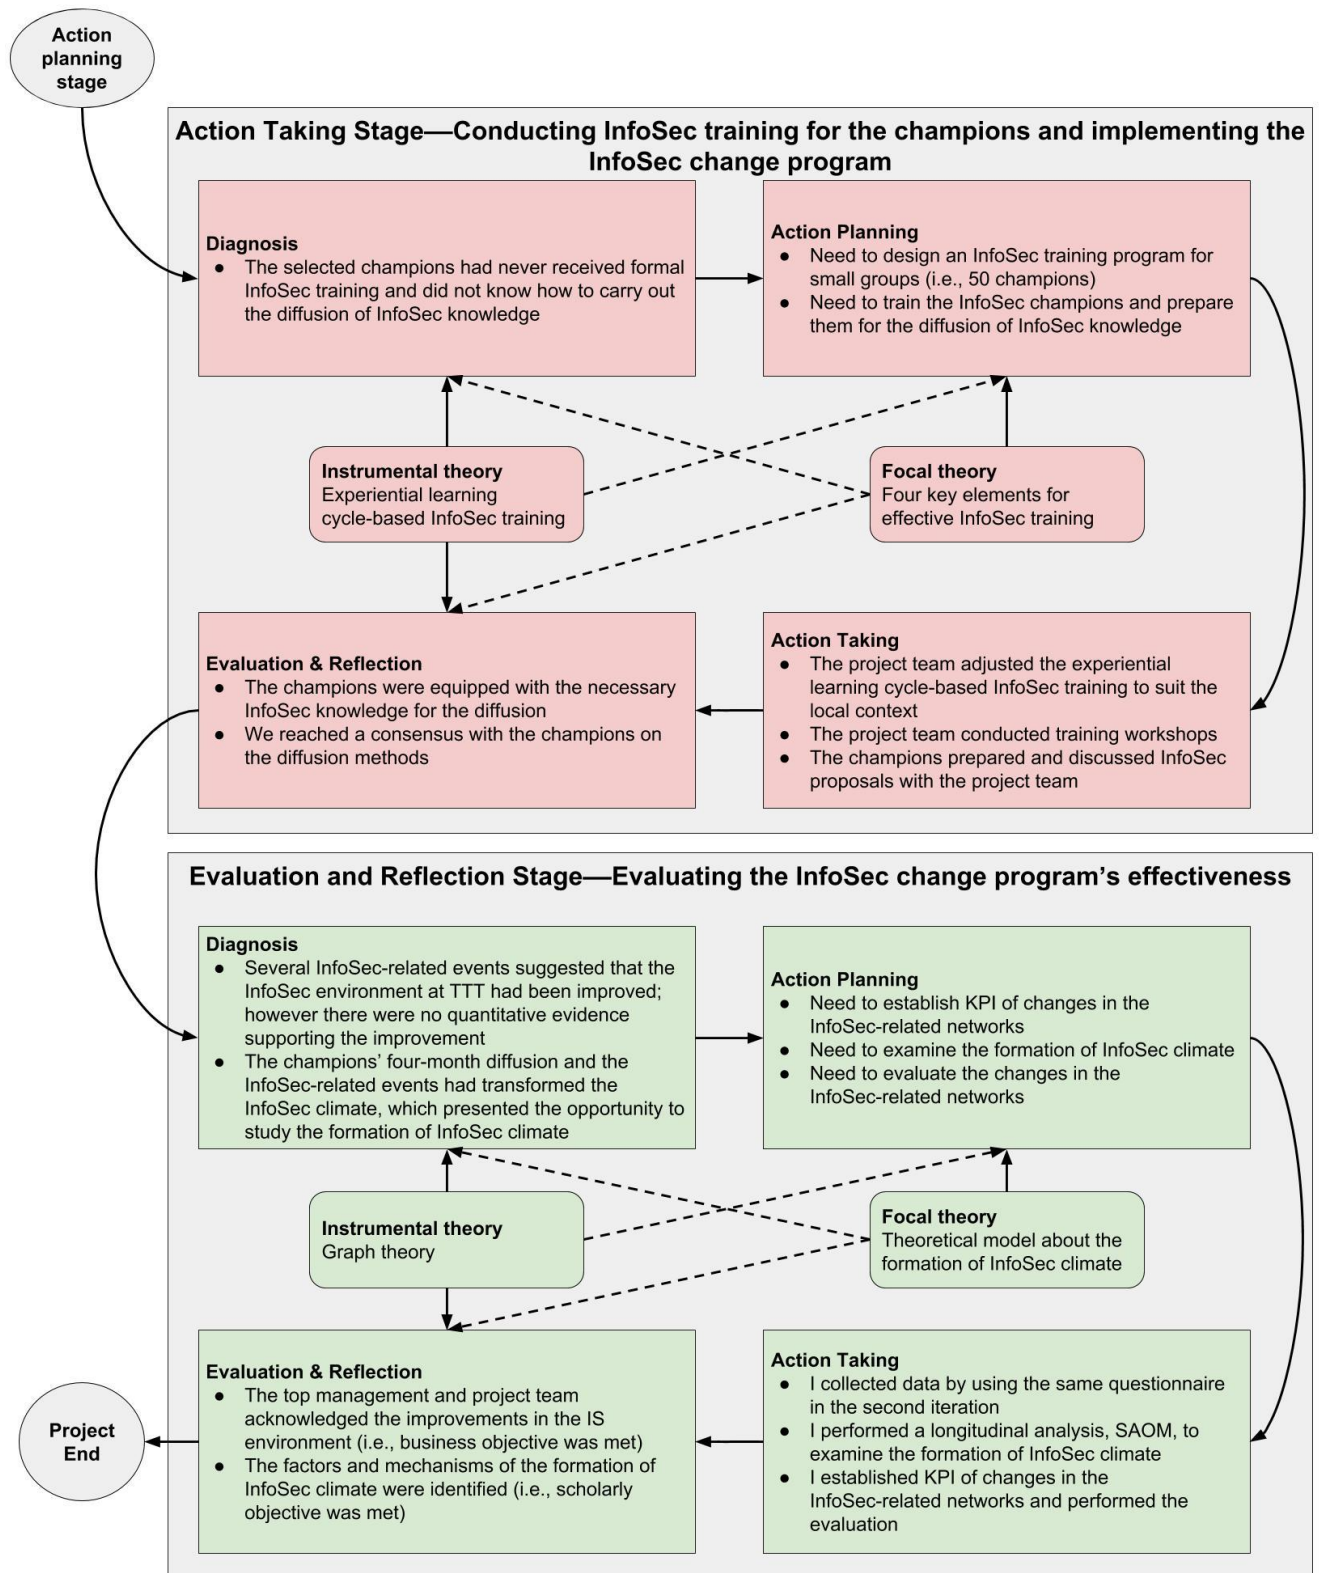 Action
planning
stage
Action Taking Stage—Conducting InfoSec training for the champions and implementing the
InfoSec change program
Diagnosis
● The selected champions had never received formal
InfoSec training and did not know how to carry out
the diffusion of InfoSec knowledge
Action Planning
● Need to design an InfoSec training program for
small groups (i.e., 50 champions)
● Need to train the InfoSec champions and prepare
them for the diffusion of InfoSec knowledge
Instrumental theory
Experiential learning
cycle-based InfoSec training
Focal theory
Four key elements for
effective InfoSec training
Evaluation & Reflection
● The champions were equipped with the necessary
InfoSec knowledge for the diffusion
● We reached a consensus with the champions on
the diffusion methods
Action Taking
● The project team adjusted the experiential
learning cycle-based InfoSec training to suit the
local context
● The project team conducted training workshops
● The champions prepared and discussed InfoSec
proposals with the project team
Evaluation and Reflection Stage—Evaluating the InfoSec change program’s effectiveness
Diagnosis
● Several InfoSec-related events suggested that the
InfoSec environment at TTT had been improved;
however there were no quantitative evidence
supporting the improvement
● The champions’ four-month diffusion and the
InfoSec-related events had transformed the
InfoSec climate, which presented the opportunity to
study the formation of InfoSec climate
Action Planning
● Need to establish KPI of changes in the
InfoSec-related networks
● Need to examine the formation of InfoSec climate
● Need to evaluate the changes in the
InfoSec-related networks
Instrumental theory
Graph theory
Focal theory
Theoretical model about the
formation of InfoSec climate
Evaluation & Reflection
● The top management and project team
acknowledged the improvements in the IS
environment (i.e., business objective was met)
● The factors and mechanisms of the formation of
InfoSec climate were identified (i.e., scholarly
objective was met)
Action Taking
● I collected data by using the same questionnaire
in the second iteration
● I performed a longitudinal analysis, SAOM, to
examine the formation of InfoSec climate
● I established KPI of changes in the
InfoSec-related networks and performed the
evaluation
Project
End